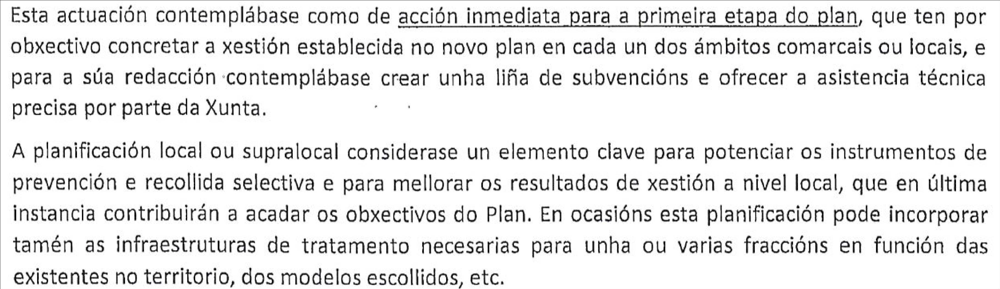 Esta actuación contemplábase como de acción inmediata para a primeira etapa do plan, que ten por
obxectivo concretar a xestión establecida no novo plan en cada un dos ámbitos comarcais ou locais, e
para a súa redacción contemplábase crear unha liña de subvencións e ofrecer a asistencia técnica
precisa por parte da Xunta.
A planificación local ou supralocal considerase un elemento clave para potenciar os instrumentos de
prevención e recollida selectiva e para mellorar os resultados de xestión a nivel local, que en última
instancia contribuirán a acadar os obxectivos do Plan. En ocasións esta planificación pode incorporar
tamén as infraestruturas de tratamento necesarias para unha ou varias fraccións en función das
existentes no territorio, dos modelos escollidos, etc.